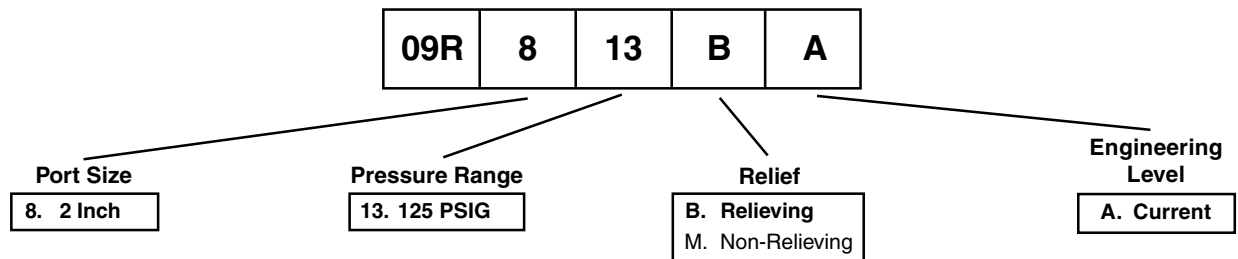 09R 8 13 B A
Port Size
8. 2 Inch
Pressure Range
13. 125 PSIG
Relief
B. Relieving
M. Non-Relieving
Engineering
Level
A. Current